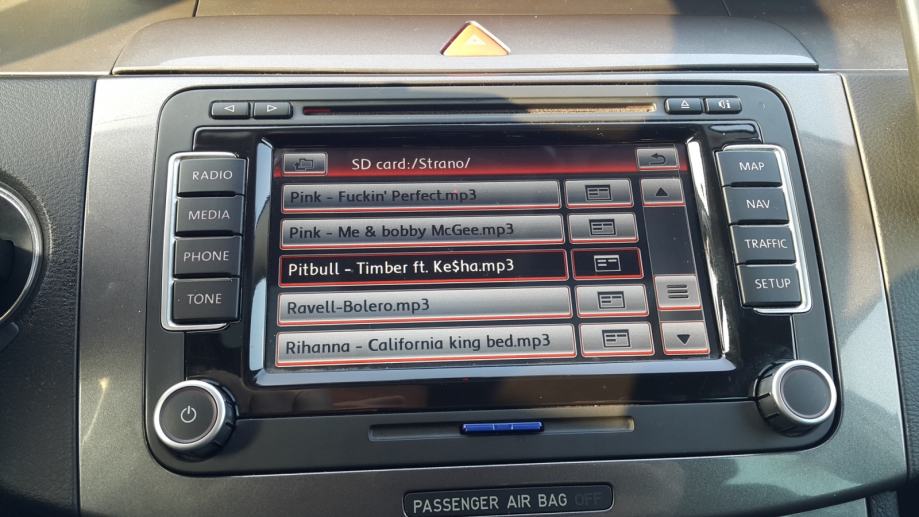 SD card:/Strano/
RADIO
MEDIA
PHONE
TONE
Pink - Fuckin' Perfect.mp3
Pink - Me & bobby McGee.mp3
Pitbull - Timber ft. Ke$ha.mp3
Ravell-Bolero.mp3
Rihanna - California king bed.mp3
MAP
NAV
TRAFFIC
SETUP
PASSENGER AIR BAG OFF